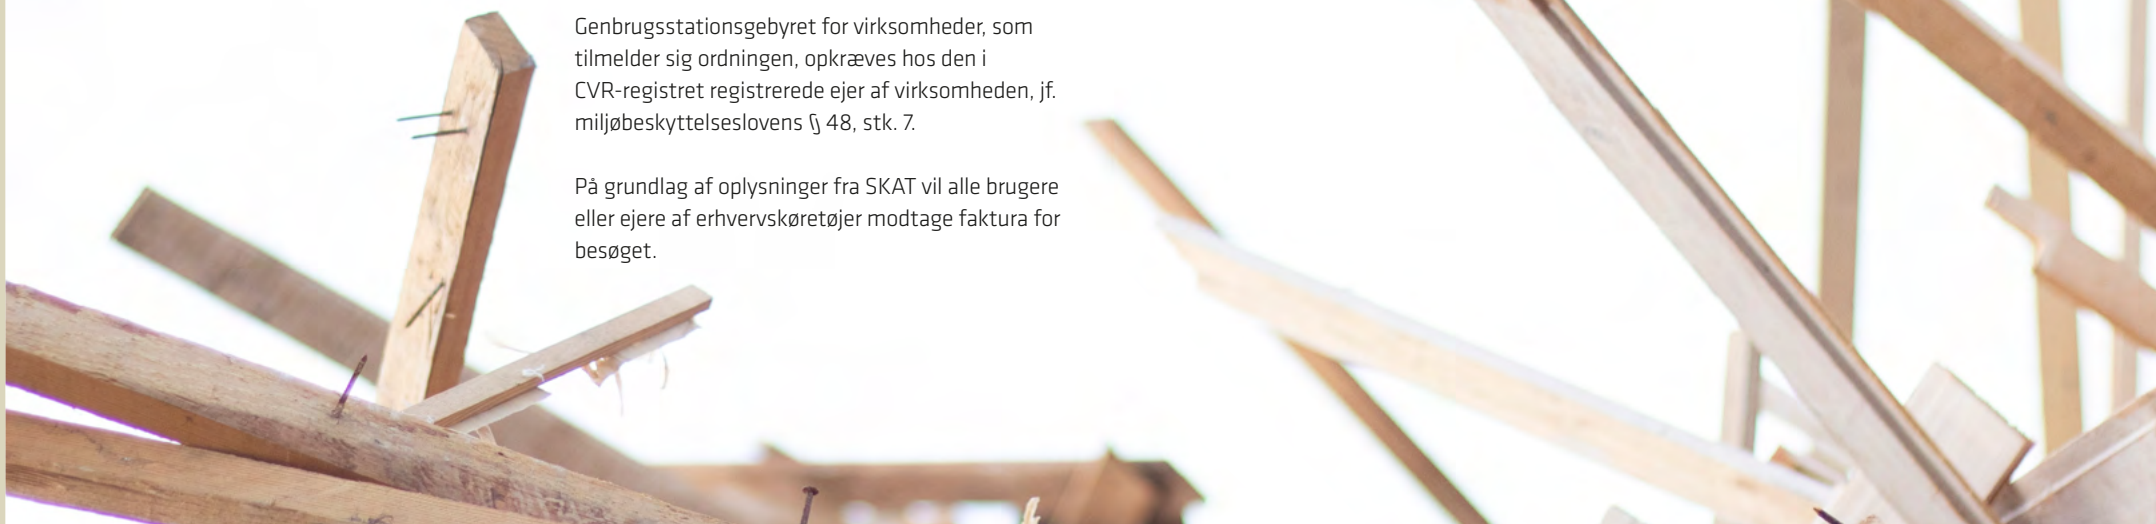 Genbrugsstationsgebyret for virksomheder, som
tilmelder sig ordningen, opkræves hos den i
CVR-registret registrerede ejer af virksomheden, jf.
miljøbeskyttelseslovens § 48, stk. 7.
På grundlag af oplysninger fra SKAT vil alle brugere
eller ejere af erhvervskøretøjer modtage faktura for
besøget.